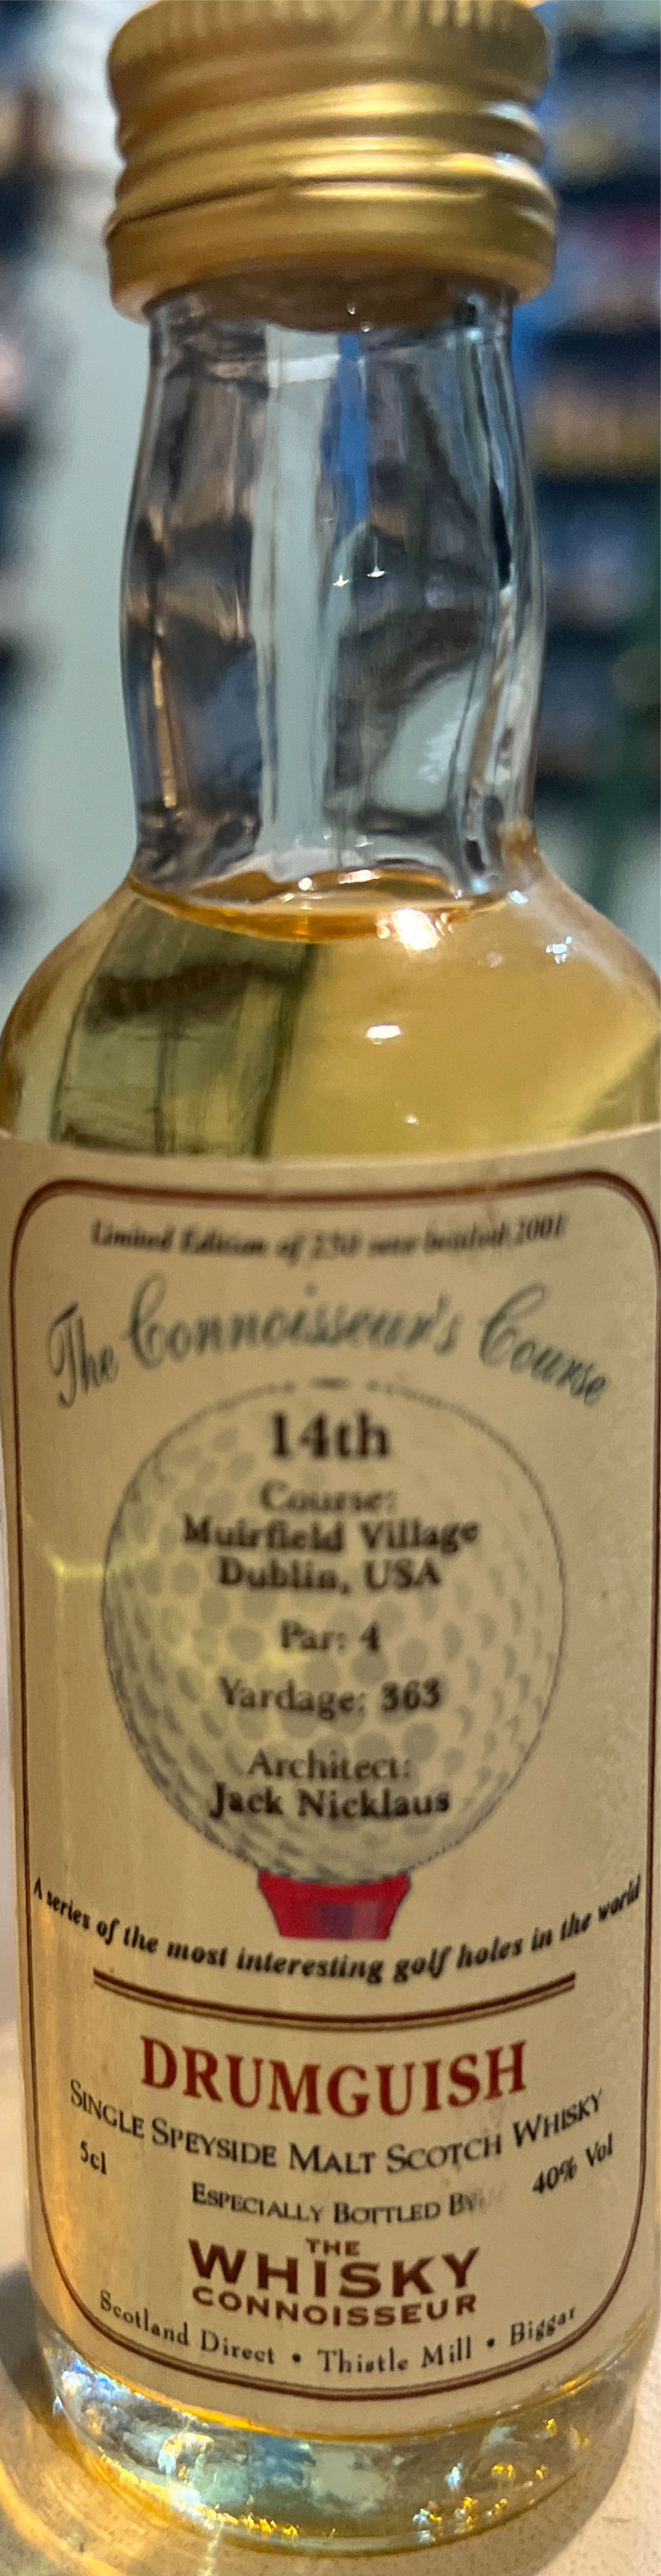 Limited Edition of 250 sets bottled 2001
The Connoisseur's Course
14th
Course:
Muirfield Village
Dublin, USA
Par: 4
Yardage: 363
Architect:
Jack Nicklaus
A series of the most interesting golf holes in the world
DRUMGUISH
SINGLE SPEYSIDE MALT SCOTCH WHISKY
5cl
40% Vol
ESPECIALLY BOTTLED BY
THE
WHISKY
CONNOISSEUR
Scotland Direct • Thistle Mill • Biggar